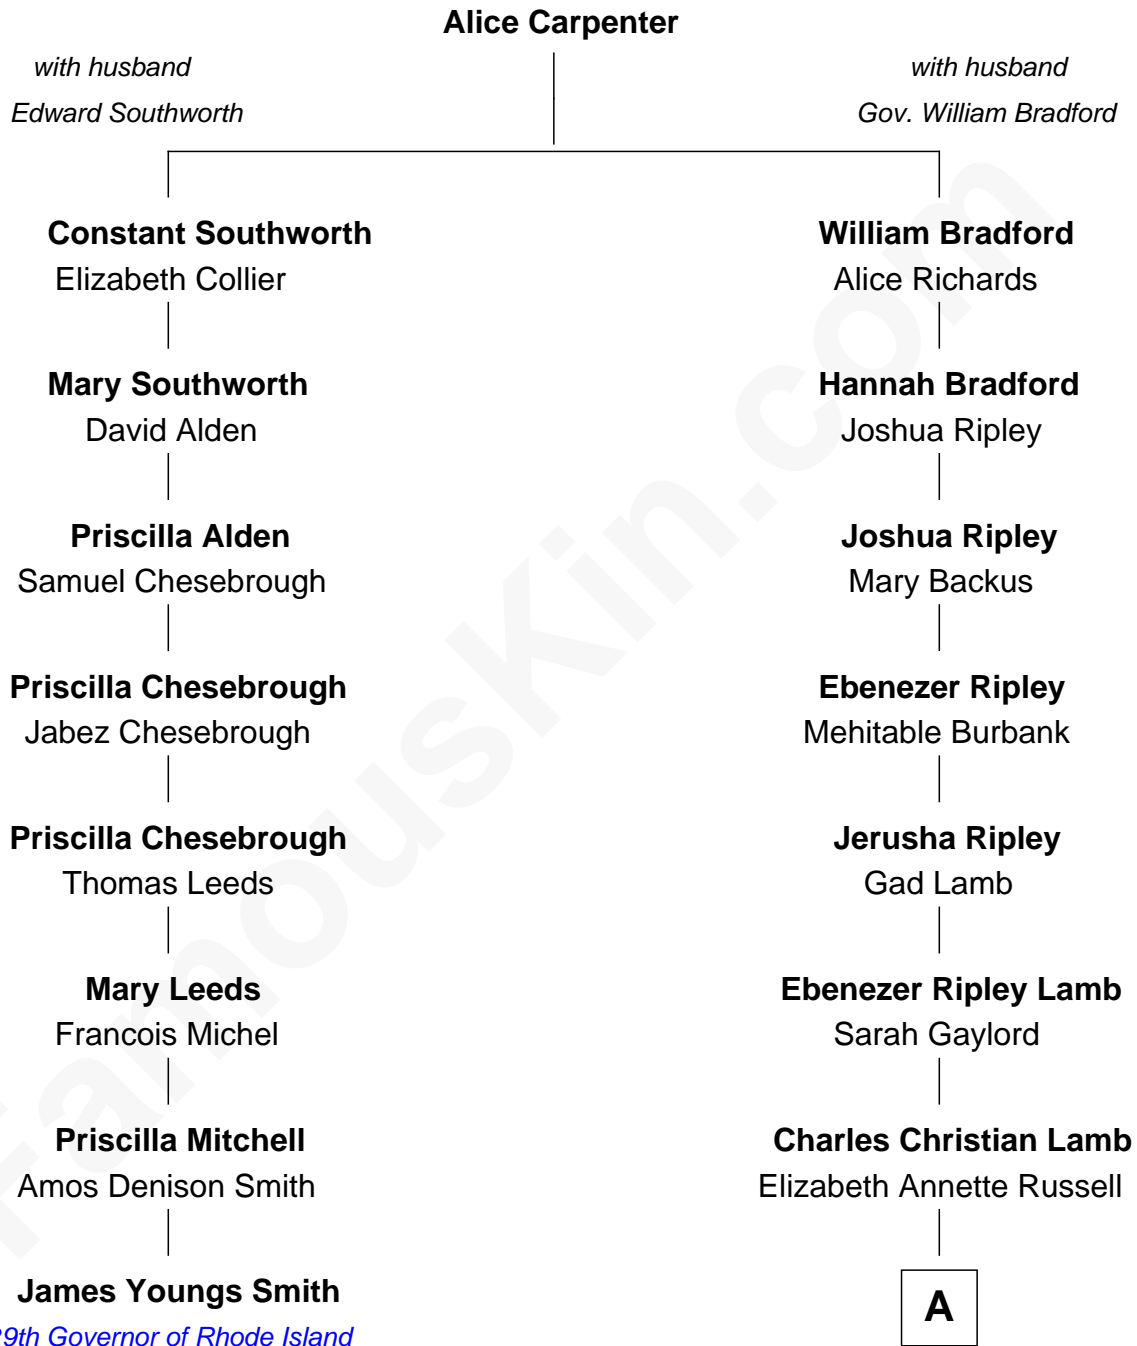 Alice Carpenter
with husband
Edward Southworth
with husband
Gov. William Bradford
Constant Southworth
Elizabeth Collier
William Bradford
Alice Richards
Mary Southworth
David Alden
Hannah Bradford
Joshua Ripley
Priscilla Alden
Samuel Chesebrough
Joshua Ripley
Mary Backus
Priscilla Chesebrough
Jabez Chesebrough
Ebenezer Ripley
Mehitable Burbank
Priscilla Chesebrough
Thomas Leeds
Jerusha Ripley
Gad Lamb
Mary Leeds
Francois Michel
Ebenezer Ripley Lamb
Sarah Gaylord
Priscilla Mitchell
Amos Denison Smith
Charles Christian Lamb
Elizabeth Annette Russell
James Youngs Smith
29th Governor of Rhode Island
A
FamousKin.com